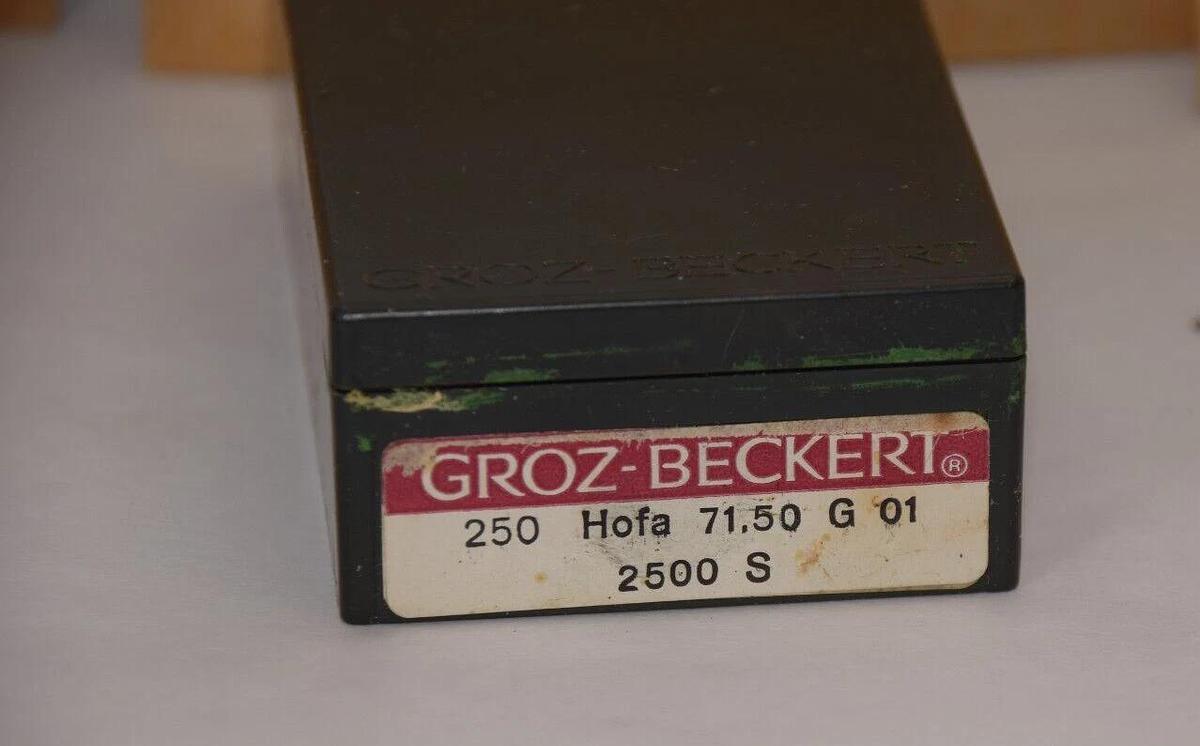 GROZ-BECKERT
GROZ-BECKERT®
250 Hofa 71.50 G 01
2500 S